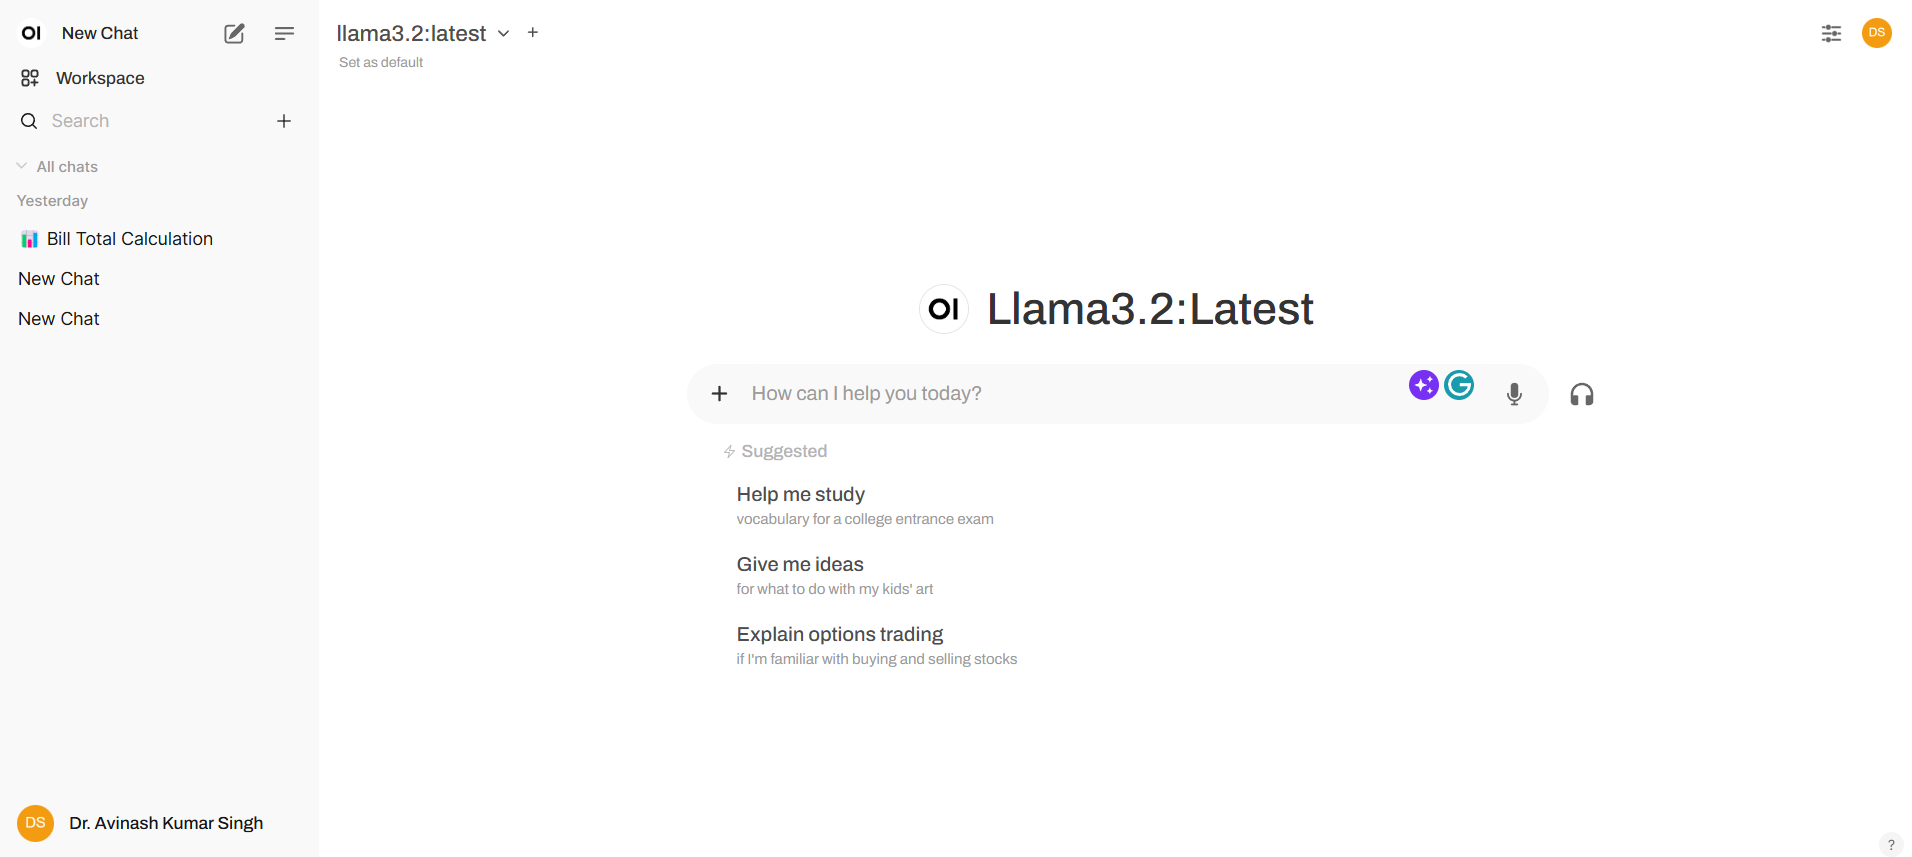 OI New Chat
Workspace
Search
All chats
Yesterday
Bill Total Calculation
New Chat
New Chat
DS Dr. Avinash Kumar Singh
llama3.2:latest
Set as default
DS
OI Llama3.2:Latest
How can I help you today?
Suggested
Help me study
vocabulary for a college entrance exam
Give me ideas
for what to do with my kids' art
Explain options trading
if I'm familiar with buying and selling stocks
?